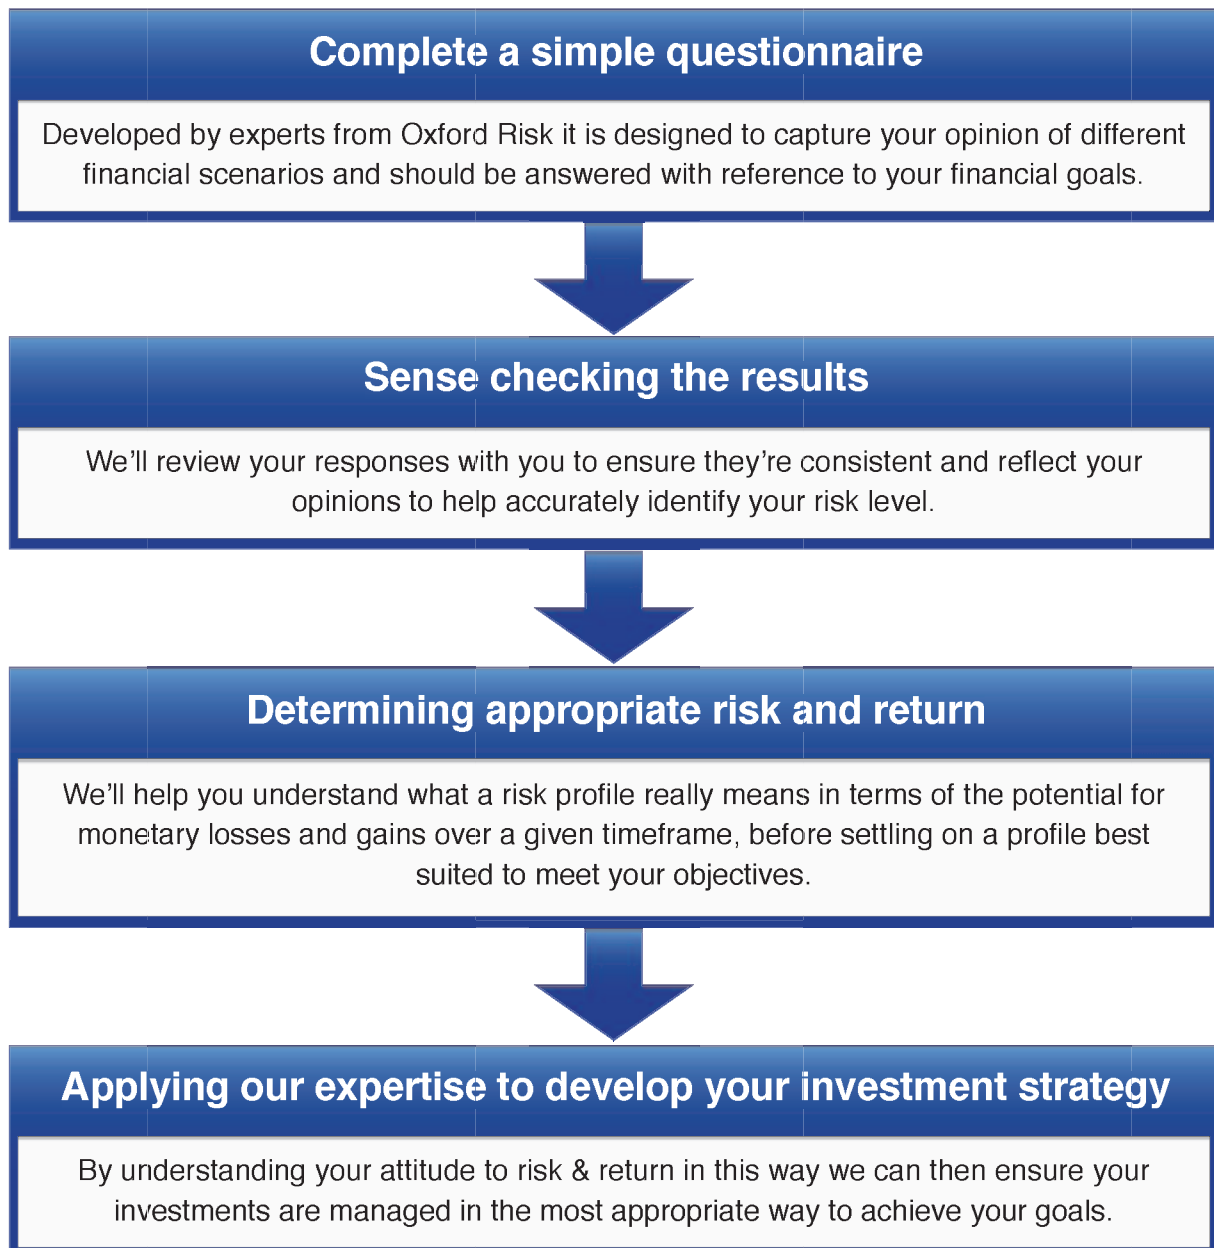 Complete a simple questionnaire
Developed by experts from Oxford Risk it is designed to capture your opinion of different
financial scenarios and should be answered with reference to your financial goals.
Sense checking the results
We'll review your responses with you to ensure they're consistent and reflect your
opinions to help accurately identify your risk level.
Determining appropriate risk and return
We'll help you understand what a risk profile really means in terms of the potential for
monetary losses and gains over a given timeframe, before settling on a profile best
suited to meet your objectives.
Applying our expertise to develop your investment strategy
By understanding your attitude to risk & return in this way we can then ensure your
investments are managed in the most appropriate way to achieve your goals.